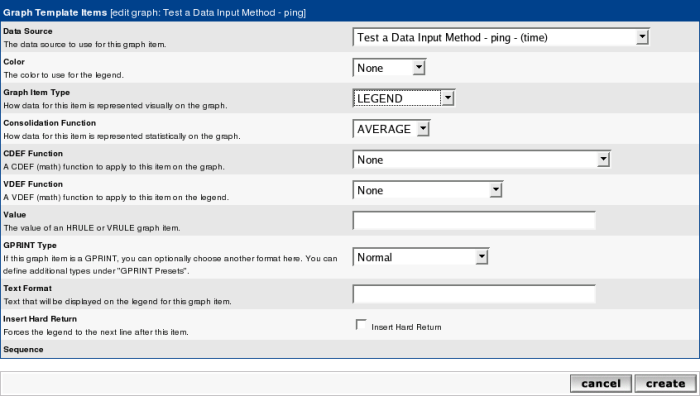 Graph Template Items [edit graph: Test a Data Input Method - ping]
Data Source
The data source to use for this graph item.
Test a Data Input Method - ping - (time)
Color
The color to use for the legend.
None
Graph Item Type
How data for this item is represented visually on the graph.
LEGEND
Consolidation Function
How data for this item is represented statistically on the graph.
AVERAGE
CDEF Function
A CDEF (math) function to apply to this item on the graph.
None
VDEF Function
A VDEF (math) function to apply to this item on the legend.
None
Value
The value of an HRULE or VRULE graph item.
GPRINT Type
If this graph item is a GPRINT, you can optionally choose another format here. You can
define additional types under "GPRINT Presets".
Normal
Text Format
Text that will be displayed on the legend for this graph item.
Insert Hard Return
Forces the legend to the next line after this item.
Insert Hard Return
Sequence
cancel create